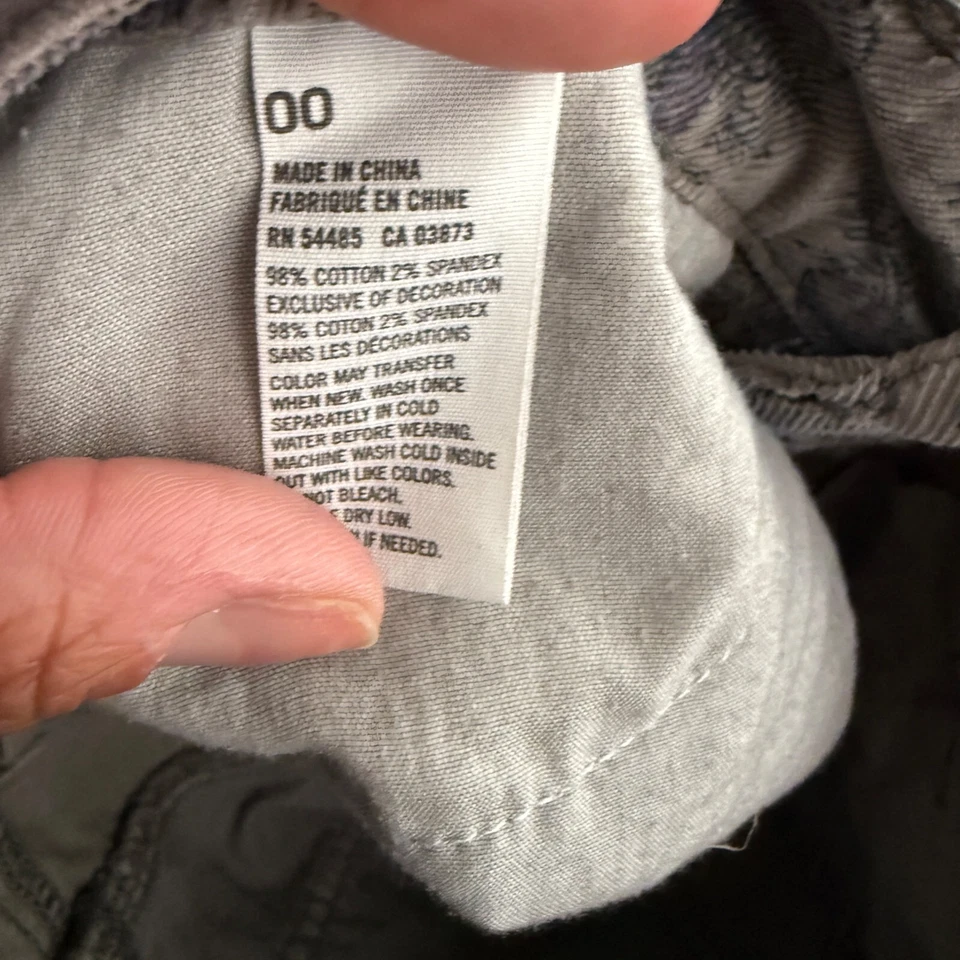 00
MADE IN CHINA
FABRIQUÉ EN CHINE
RN 54485 CA 03873
98% COTTON 2% SPANDEX
EXCLUSIVE OF DECORATION
98% COTON 2% SPANDEX
SANS LES DÉCORATIONS
COLOR MAY TRANSFER
WHEN NEW. WASH ONCE
SEPARATELY IN COLD
WATER BEFORE WEARING.
MACHINE WASH COLD INSIDE
OUT WITH LIKE COLORS.
NOT BLEACH.
DRY LOW.
IF NEEDED.